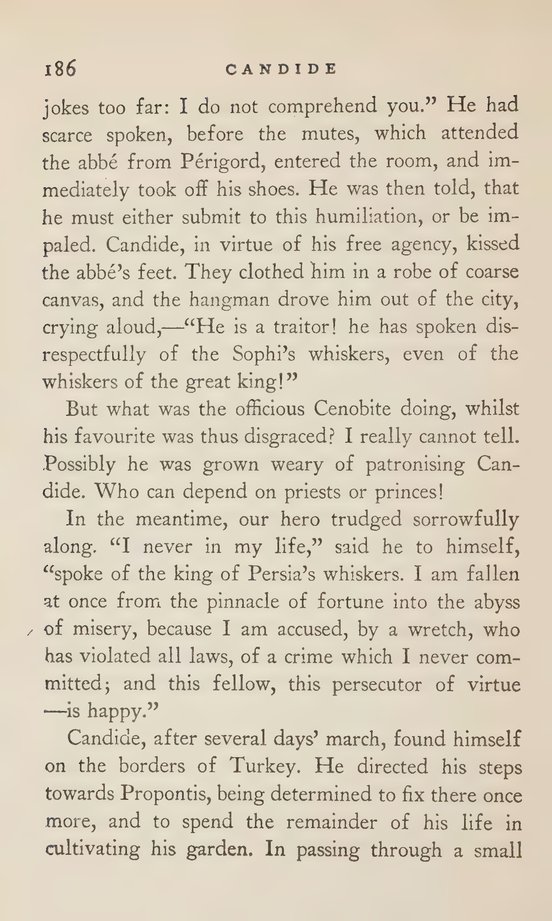 186 CANDIDE
jokes too far: I do not comprehend you.” He had
scarce spoken, before the mutes, which attended
the abbé from Périgord, entered the room, and im-
mediately took off his shoes. He was then told, that
he must either submit to this humiliation, or be im-
paled. Candide, in virtue of his free agency, kissed
the abbé’s feet. They clothed him in a robe of coarse
canvas, and the hangman drove him out of the city,
crying aloud,—“He is a traitor! he has spoken dis-
respectfully of the Sophi’s whiskers, even of the
whiskers of the great king!”
But what was the officious Cenobite doing, whilst
his favourite was thus disgraced? I really cannot tell.
Possibly he was grown weary of patronising Can-
dide. Who can depend on priests or princes!
In the meantime, our hero trudged sorrowfully
along. “I never in my life,” said he to himself,
“spoke of the king of Persia’s whiskers. I am fallen
at once from the pinnacle of fortune into the abyss
of misery, because I am accused, by a wretch, who
has violated all laws, of a crime which I never com-
mitted; and this fellow, this persecutor of virtue
—is happy.”
Candide, after several days’ march, found himself
on the borders of Turkey. He directed his steps
towards Propontis, being determined to fix there once
more, and to spend the remainder of his life in
cultivating his garden. In passing through a small